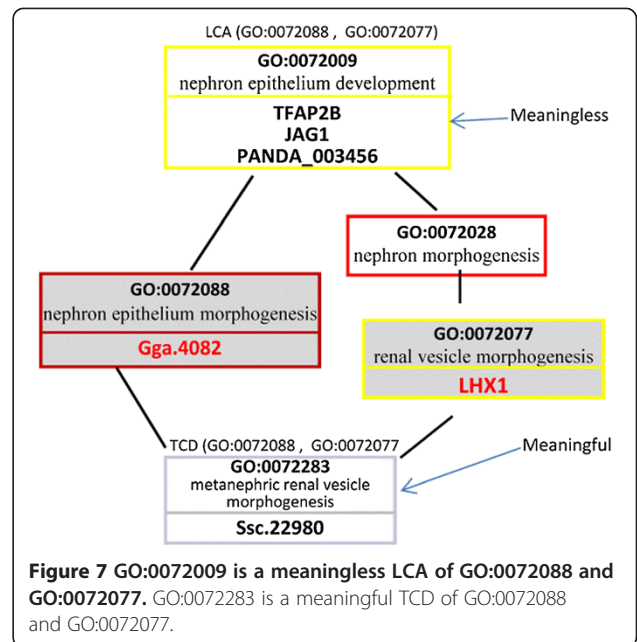 LCA (GO:0072088 , GO:0072077)
GO:0072009
nephron epithelium development
TFAP2B
JAG1
PANDA_003456
Meaningless
GO:0072028
nephron morphogenesis
GO:0072088
nephron epithelium morphogenesis
Gga.4082
GO:0072077
renal vesicle morphogenesis
LHX1
TCD (GO:0072088 , GO:0072077
Meaningful
GO:0072283
metanephric renal vesicle
morphogenesis
Ssc.22980
Figure 7 GO:0072009 is a meaningless LCA of GO:0072088 and
GO:0072077. GO:0072283 is a meaningful TCD of GO:0072088
and GO:0072077.